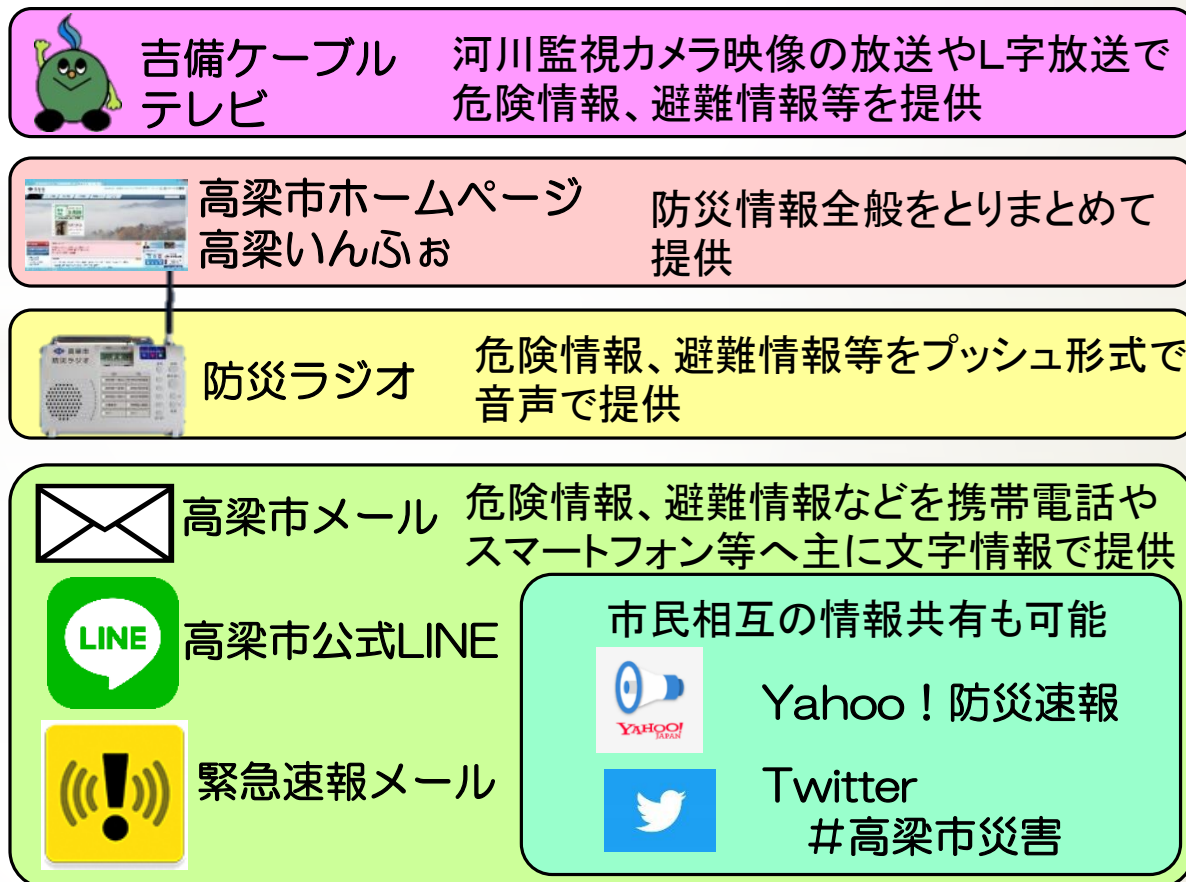 吉備ケーブル
テレビ
河川監視カメラ映像の放送やL字放送で
危険情報、避難情報等を提供
高梁市ホームページ
高梁いんふぉ
防災情報全般をとりまとめて
提供
高梁市
防災ラジオ
防災ラジオ
危険情報、避難情報等をプッシュ形式で
音声で提供
高梁市メール
危険情報、避難情報などを携帯電話や
スマートフォン等へ主に文字情報で提供
LINE
高梁市公式LINE
緊急速報メール
市民相互の情報共有も可能
YAHOO!
JAPAN
Yahoo！防災速報
Twitter
＃高梁市災害